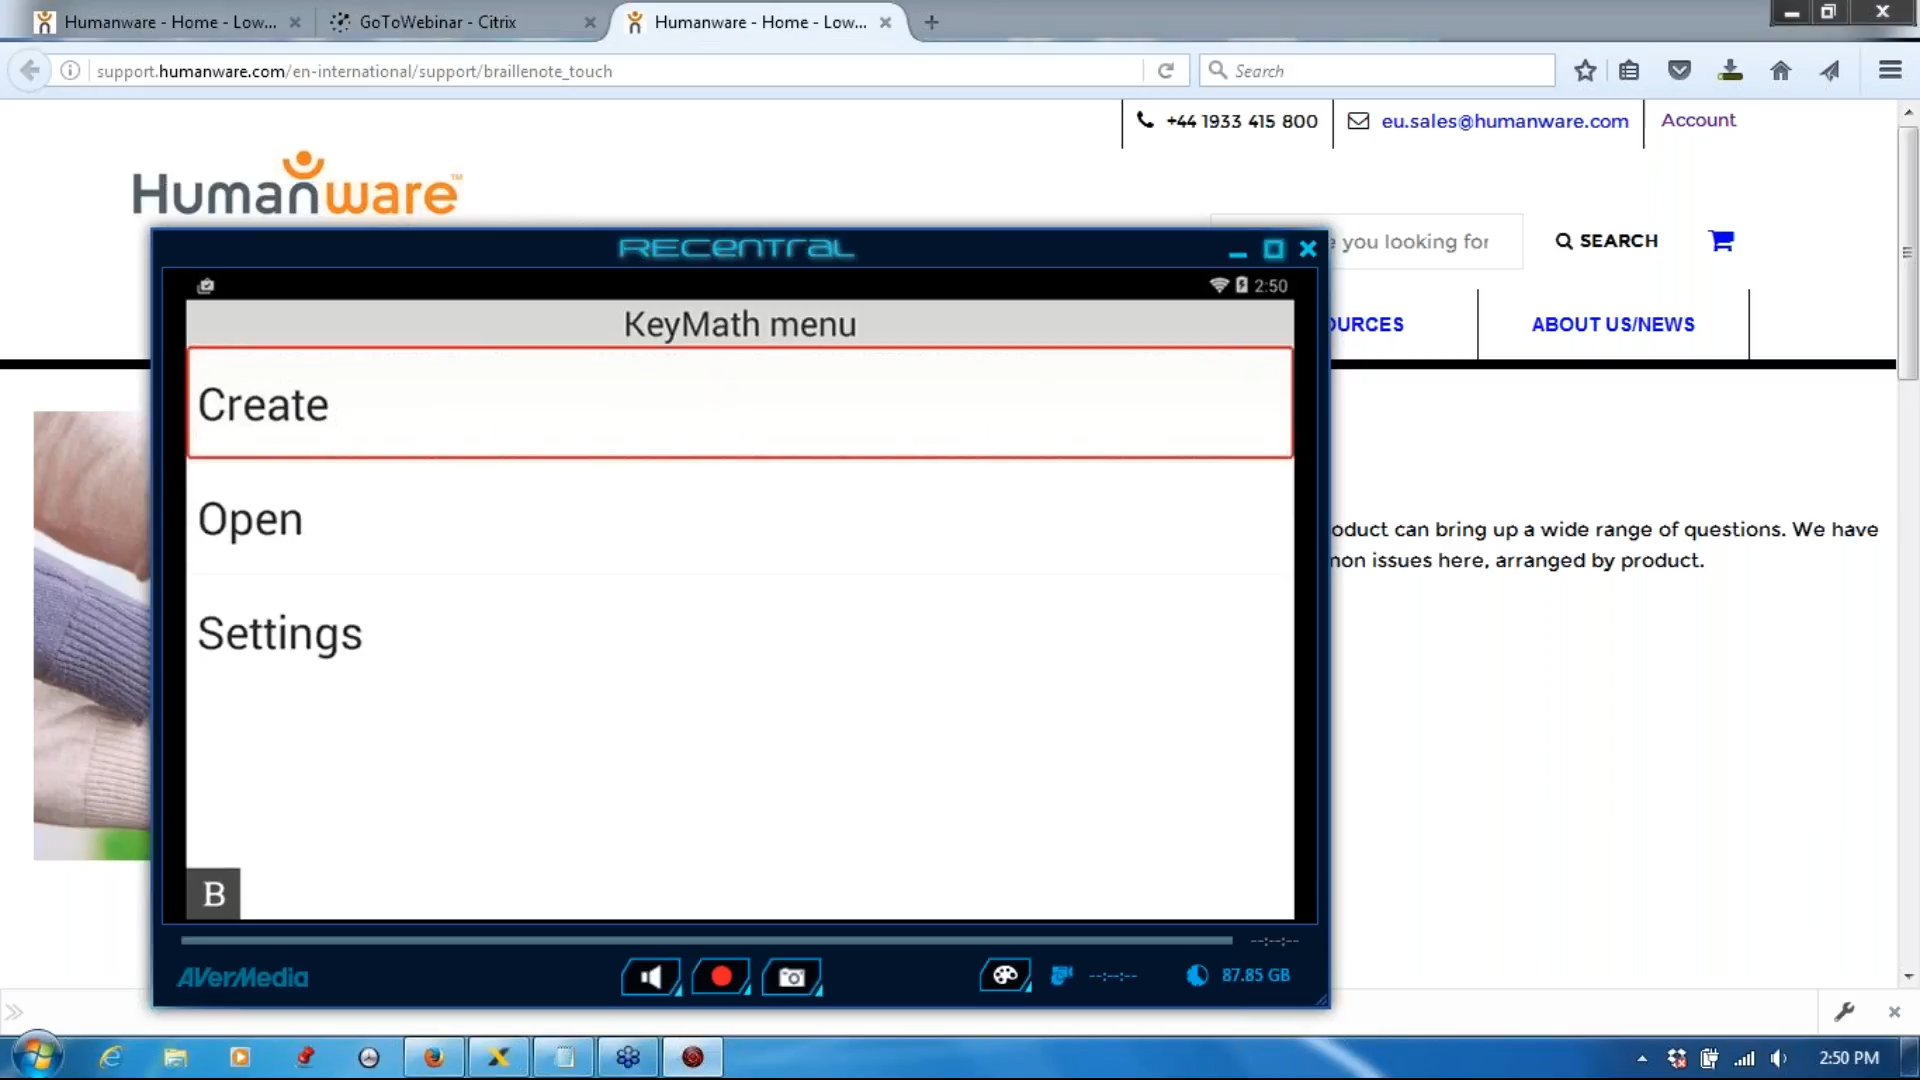 Humanware - Home - Low...
GoToWebinar - Citrix
Humanware - Home - Low...
support.humanware.com/en-international/support/braillenote_touch
Search
+44 1933 415 800
eu.sales@humanware.com
Account
Humanware™
e you looking for
SEARCH
OURCES
ABOUT US/NEWS
RECENTRAL
2:50
KeyMath menu
Create
Open
Settings
B
oduct can bring up a wide range of questions. We have
mon issues here, arranged by product.
--:--:--
AVerMedia
--:--:--
87.85 GB
2:50 PM